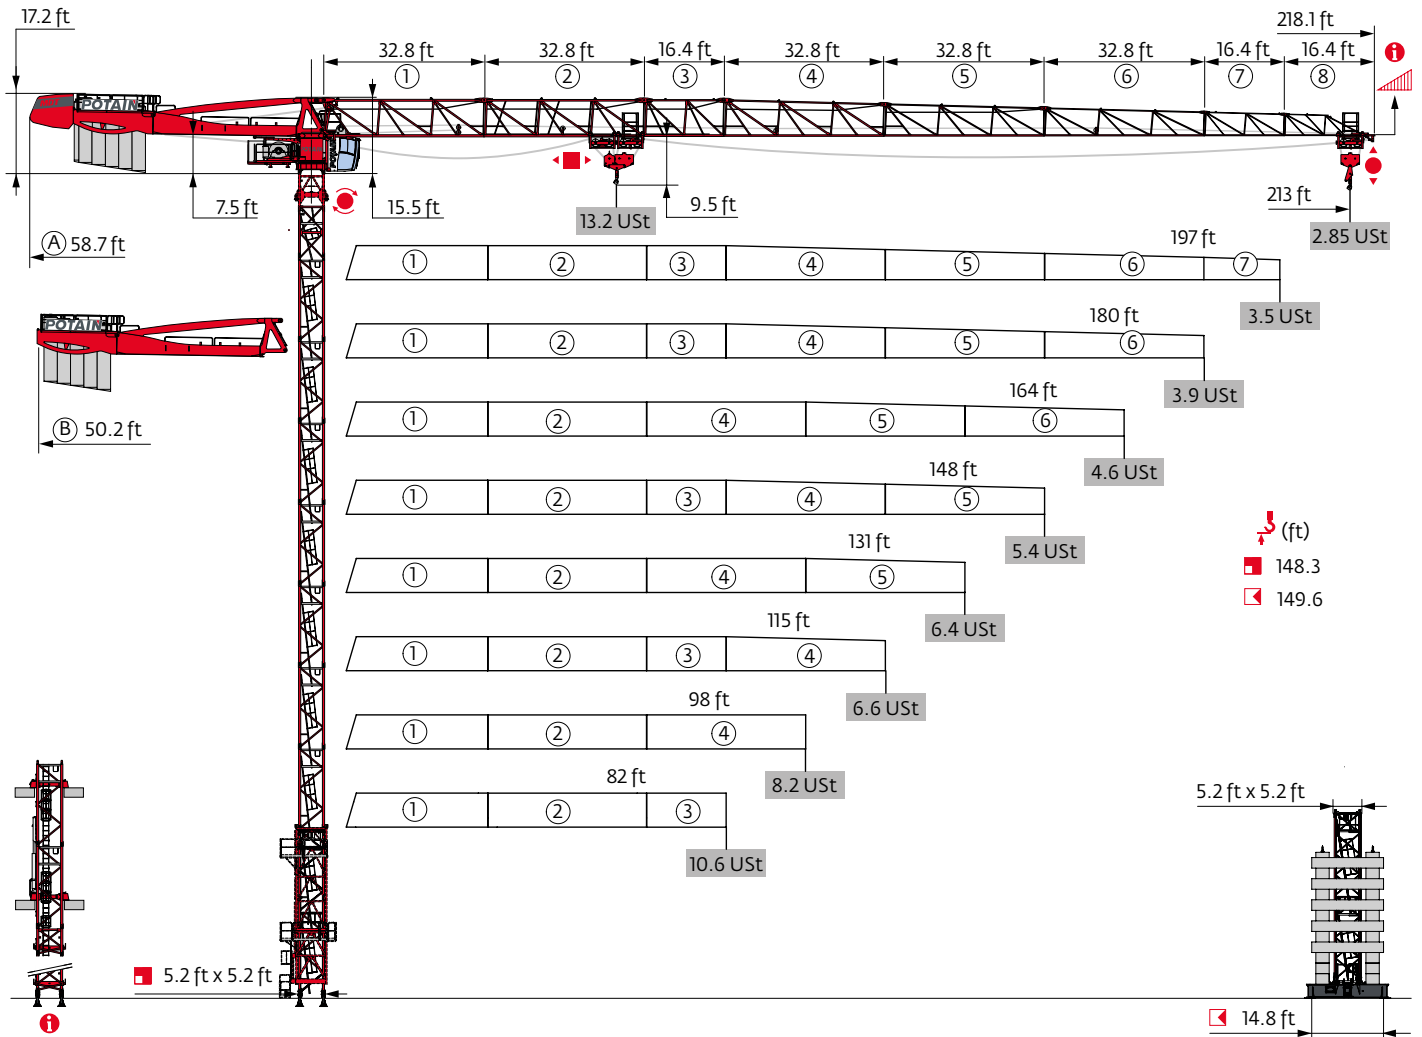 17.2 ft
218.1 ft
32.8 ft
32.8 ft
16.4 ft
32.8 ft
32.8 ft
32.8 ft
16.4 ft
16.4 ft
1
2
3
4
5
6
7
8
i
POTAIN
POTAIN
7.5 ft
15.5 ft
13.2 USt
9.5 ft
213 ft
2.85 USt
A 58.7 ft
197 ft
1
2
3
4
5
6
7
3.5 USt
POTAIN
180 ft
1
2
3
4
5
6
3.9 USt
B 50.2 ft
164 ft
1
2
4
5
6
4.6 USt
148 ft
1
2
3
4
5
5.4 USt
(ft)
148.3
149.6
131 ft
1
2
4
5
6.4 USt
115 ft
1
2
3
4
6.6 USt
98 ft
1
2
4
8.2 USt
82 ft
1
2
3
10.6 USt
5.2 ft x 5.2 ft
5.2 ft x 5.2 ft
i
14.8 ft